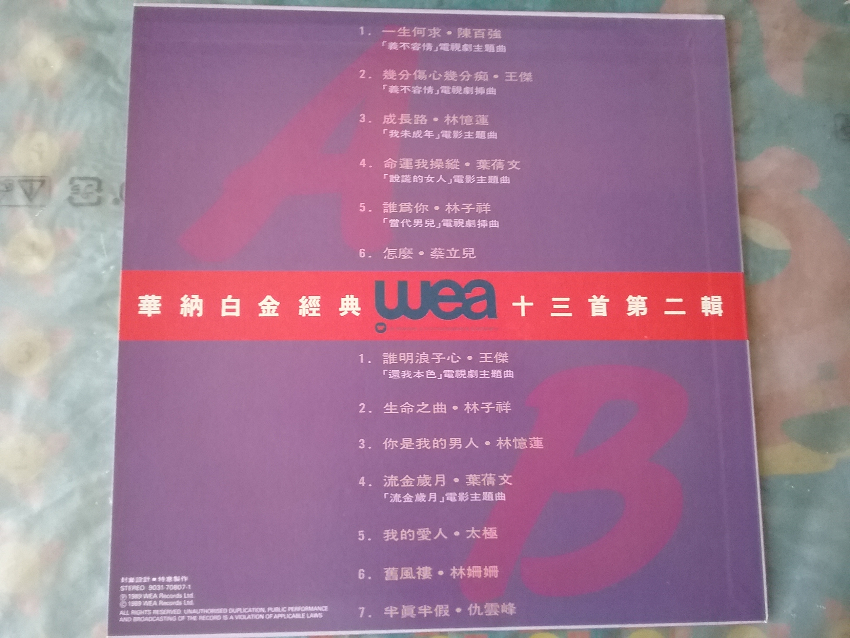 1. 一生何求•陳百強
「義不容情」電視劇主題曲
2. 幾分傷心幾分痴•王傑
「義不容情」電視劇揷曲
3. 成長路•林憶蓮
「我未成年」電影主題曲
4. 命運我操縱•葉蒨文
「說謊的女人」電影主題曲
5. 誰爲你•林子祥
「當代男兒」電視劇揷曲
6. 怎麼•蔡立兒
華納白金經典 wea 十三首第二輯
1. 誰明浪子心•王傑
「還我本色」電視劇主題曲
2. 生命之曲•林子祥
3. 你是我的男人•林憶蓮
4. 流金歲月•葉蒨文
「流金歲月」電影主題曲
5. 我的愛人•太極
6. 舊風褸•林姍姍
7. 半眞半假•仇雲峰
A
B
封套設計■特意製作
STEREO 9031-70807-1
℗ 1989 WEA Records Ltd.
© 1989 WEA Records Ltd.
ALL RIGHTS RESERVED. UNAUTHORISED DUPLICATION, PUBLIC PERFORMANCE
AND BROADCASTING OF THE RECORD IS A VIOLATION OF APPLICABLE LAWS